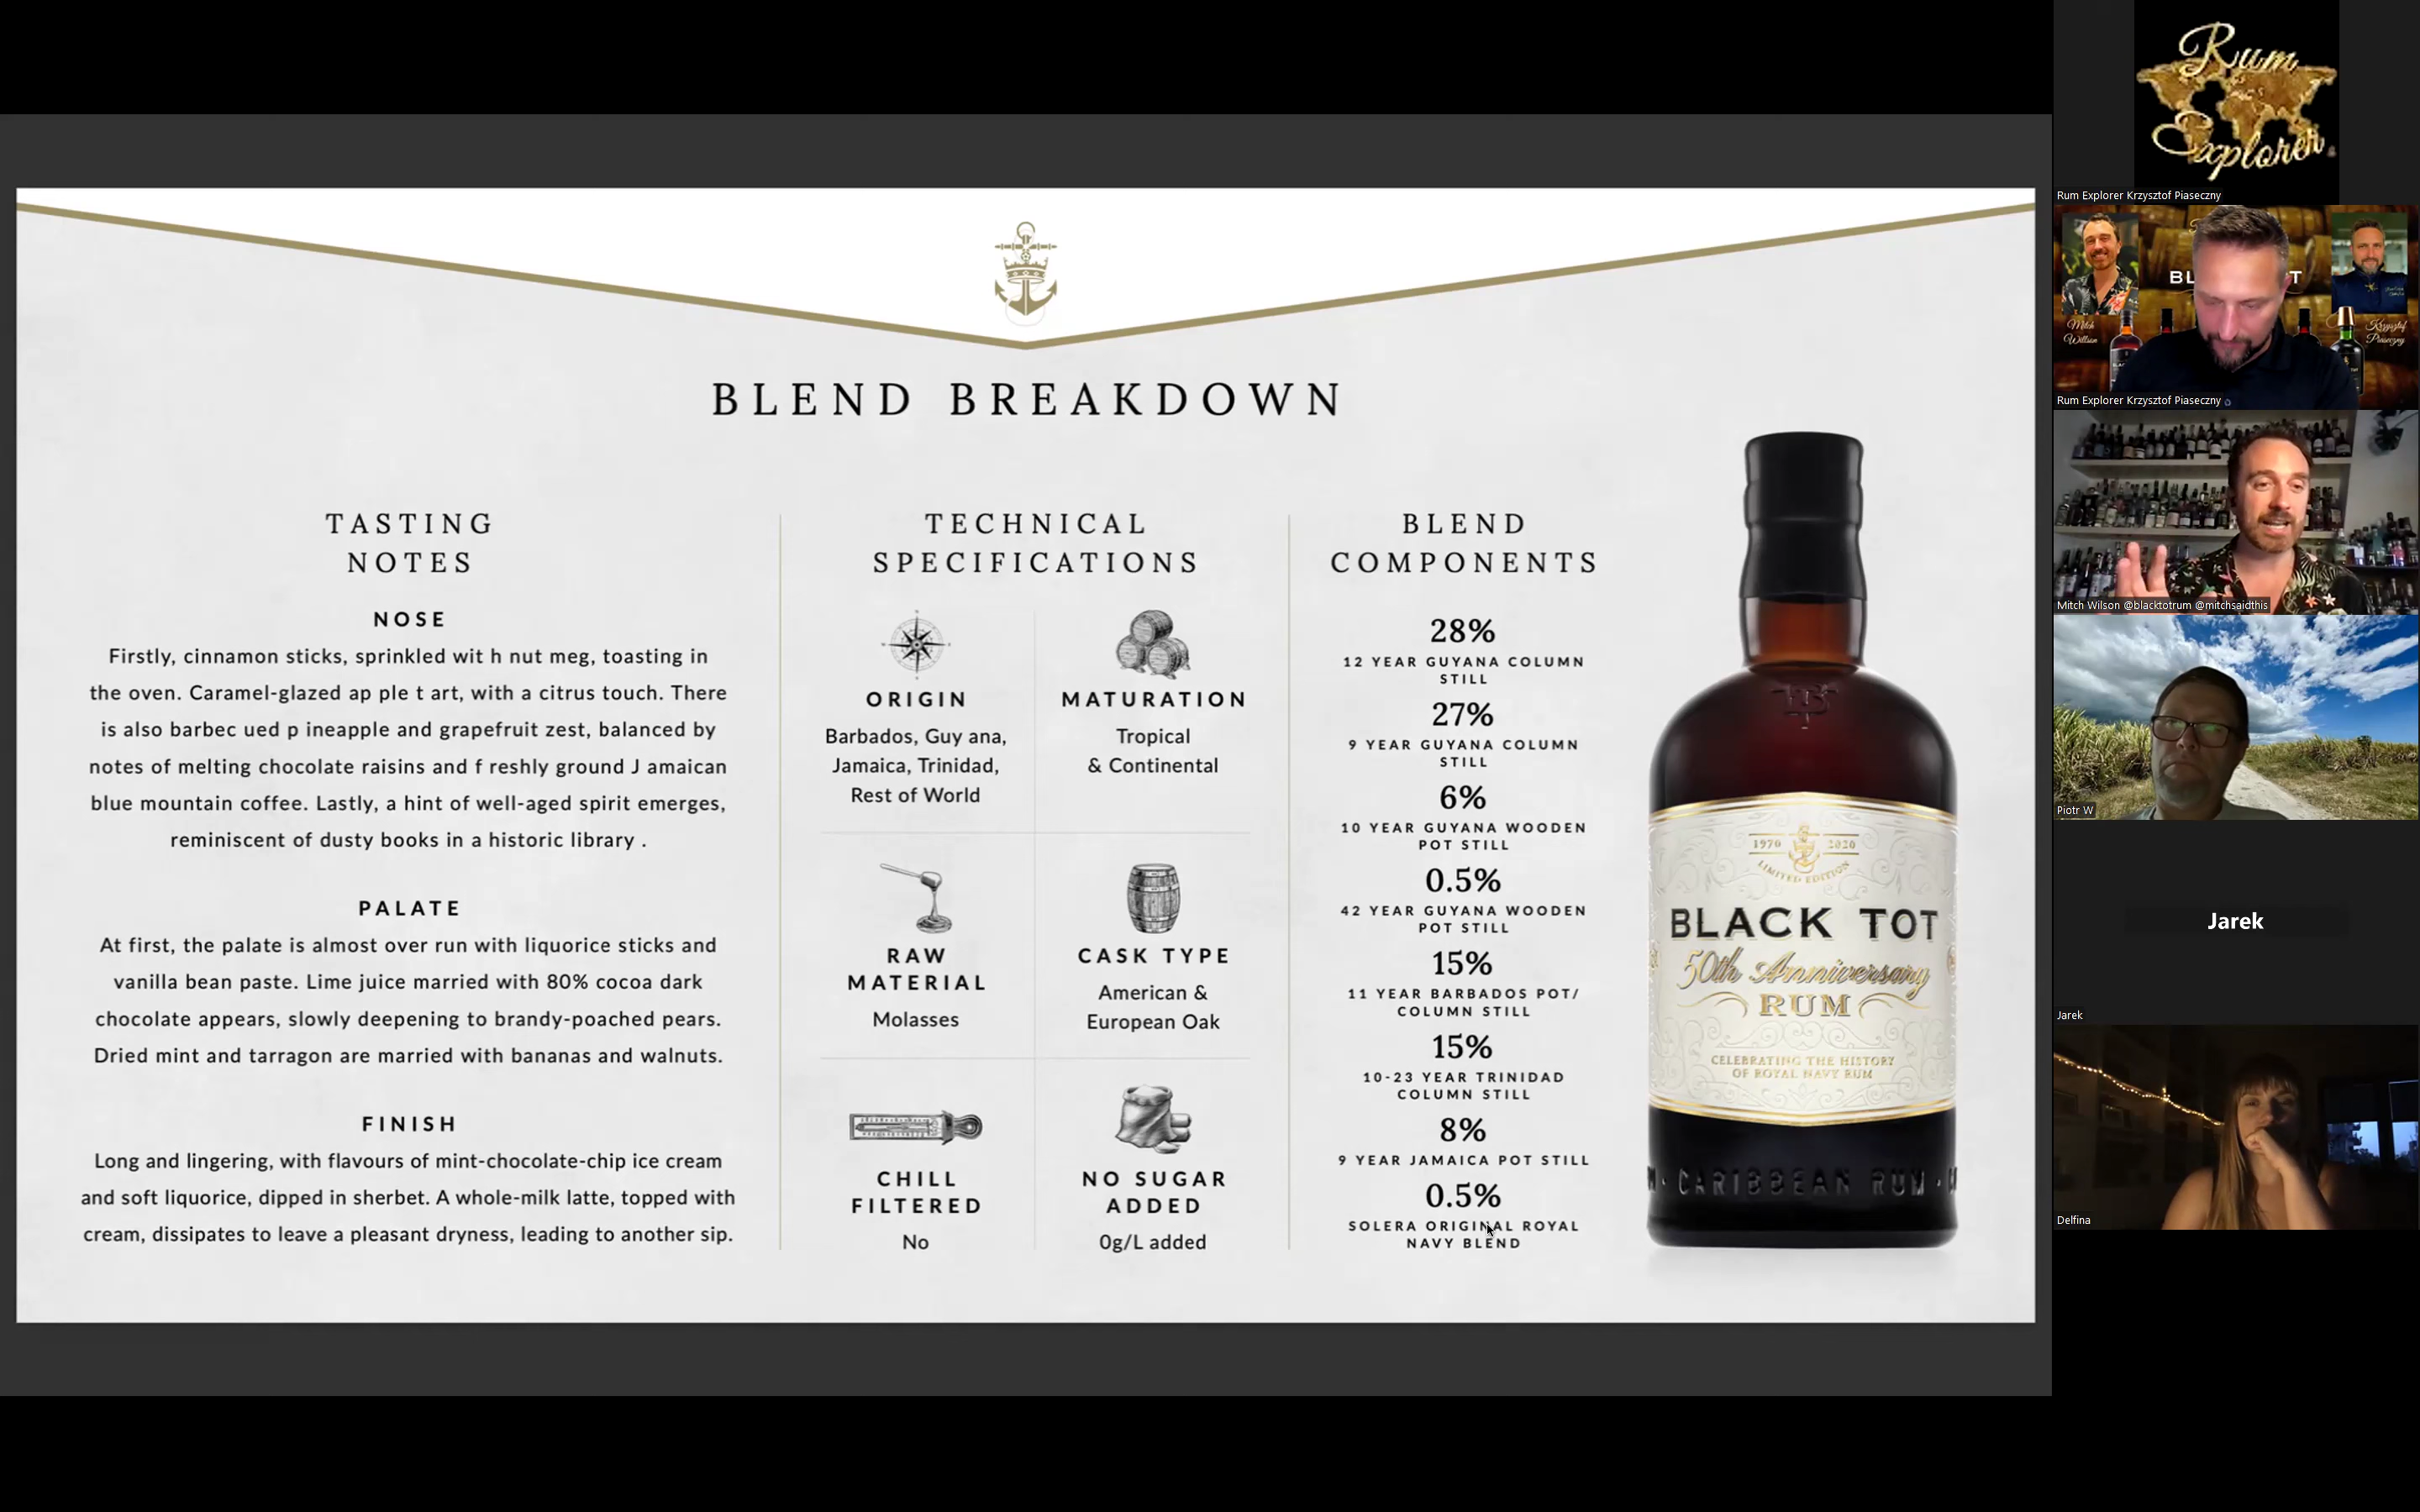 BLEND BREAKDOWN
TASTING
NOTES
NOSE
Firstly, cinnamon sticks, sprinkled wit h nut meg, toasting in
the oven. Caramel-glazed ap ple t art, with a citrus touch. There
is also barbec ued p ineapple and grapefruit zest, balanced by
notes of melting chocolate raisins and f reshly ground J amaican
blue mountain coffee. Lastly, a hint of well-aged spirit emerges,
reminiscent of dusty books in a historic library .
PALATE
At first, the palate is almost over run with liquorice sticks and
vanilla bean paste. Lime juice married with 80% cocoa dark
chocolate appears, slowly deepening to brandy-poached pears.
Dried mint and tarragon are married with bananas and walnuts.
FINISH
Long and lingering, with flavours of mint-chocolate-chip ice cream
and soft liquorice, dipped in sherbet. A whole-milk latte, topped with
cream, dissipates to leave a pleasant dryness, leading to another sip.
TECHNICAL
SPECIFICATIONS
ORIGIN
Barbados, Guy ana,
Jamaica, Trinidad,
Rest of World
MATURATION
Tropical
& Continental
RAW
MATERIAL
Molasses
CASK TYPE
American &
European Oak
CHILL
FILTERED
No
NO SUGAR
ADDED
0g/L added
BLEND
COMPONENTS
28%
12 YEAR GUYANA COLUMN
STILL
27%
9 YEAR GUYANA COLUMN
STILL
6%
10 YEAR GUYANA WOODEN
POT STILL
0.5%
42 YEAR GUYANA WOODEN
POT STILL
15%
11 YEAR BARBADOS POT/
COLUMN STILL
15%
10-23 YEAR TRINIDAD
COLUMN STILL
8%
9 YEAR JAMAICA POT STILL
0.5%
SOLERA ORIGINAL ROYAL
NAVY BLEND
1970 2020
LIMITED EDITION
BLACK TOT
50th Anniversary
RUM
CELEBRATING THE HISTORY
OF ROYAL NAVY RUM
CARIBBEAN RUM
Rum
Explorer
Rum Explorer Krzysztof Piaseczny
Mitch
Willson
Krzysztof
Piaseczny
Rum Explorer Krzysztof Piaseczny
Mitch Wilson @blacktotrum @mitchsaidthis
Piotr W
Jarek
Jarek
Delfina